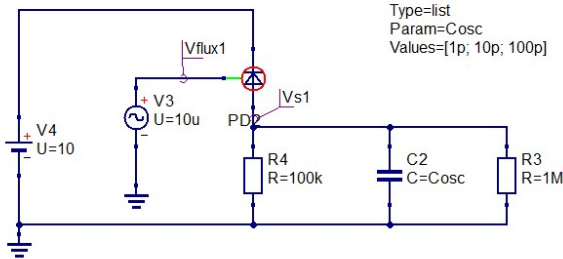 Type=list
Param=Cosc
Values=[1p; 10p; 100p]
Vflux1
V3
U=10u
Vs1
PD2
V4
U=10
R4
R=100k
C2
C=Cosc
R3
R=1M